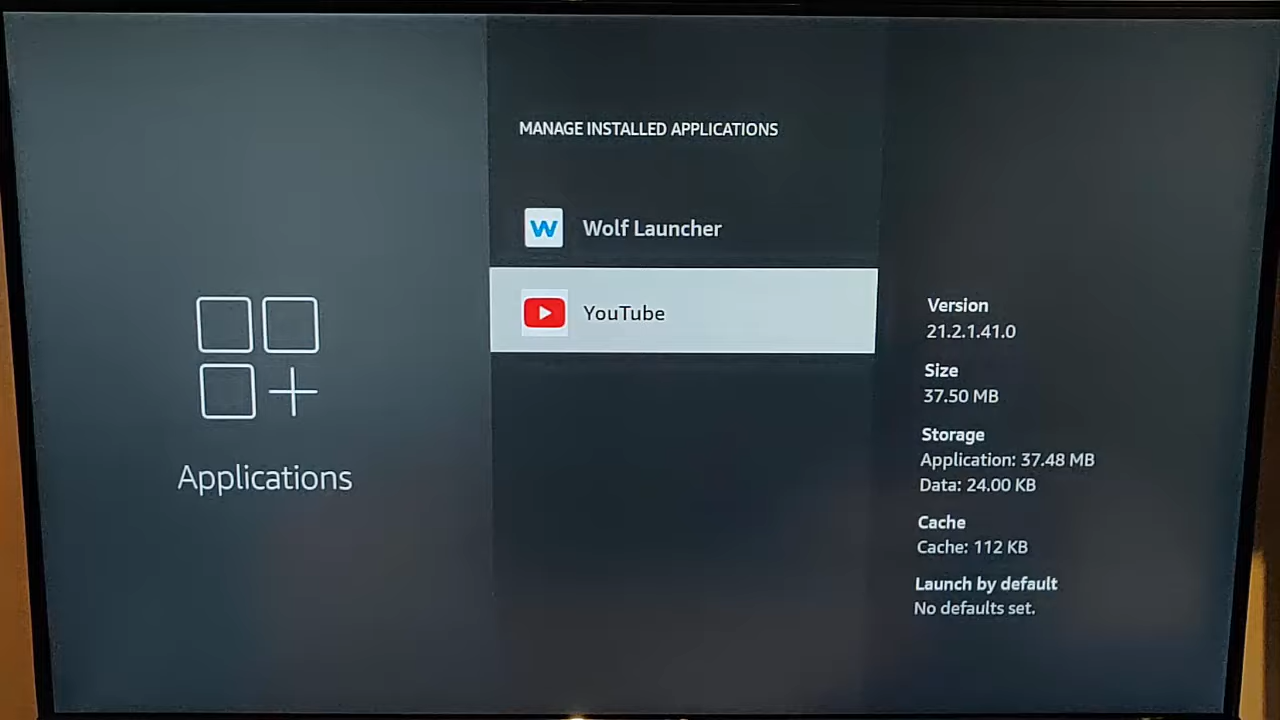 MANAGE INSTALLED APPLICATIONS
W Wolf Launcher
YouTube
Applications
Version
21.2.1.41.0
Size
37.50 MB
Storage
Application: 37.48 MB
Data: 24.00 KB
Cache
Cache: 112 KB
Launch by default
No defaults set.